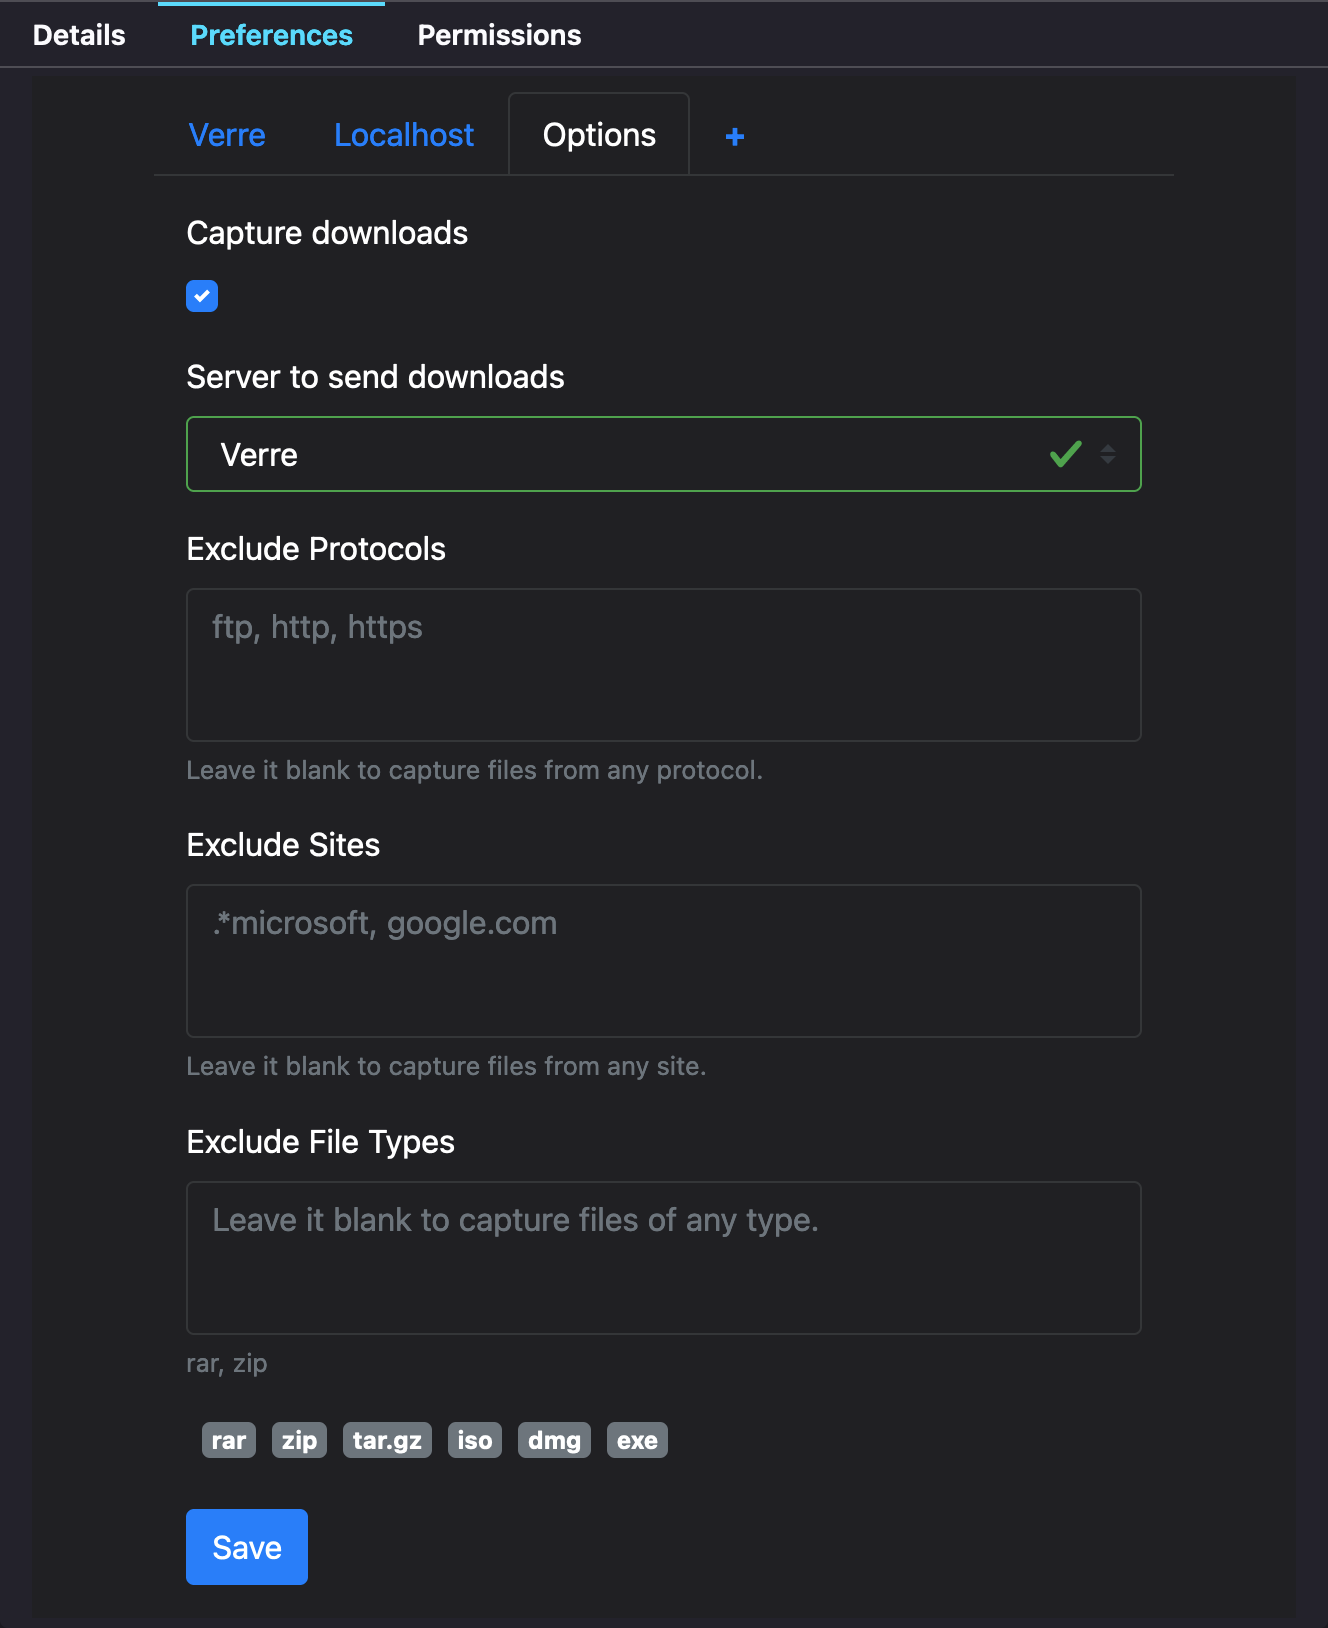 Details Preferences Permissions
Verre Localhost Options +
Capture downloads
Server to send downloads
Verre
Exclude Protocols
ftp, http, https
Leave it blank to capture files from any protocol.
Exclude Sites
.*microsoft, google.com
Leave it blank to capture files from any site.
Exclude File Types
Leave it blank to capture files of any type.
rar, zip
rar zip tar.gz iso dmg exe
Save